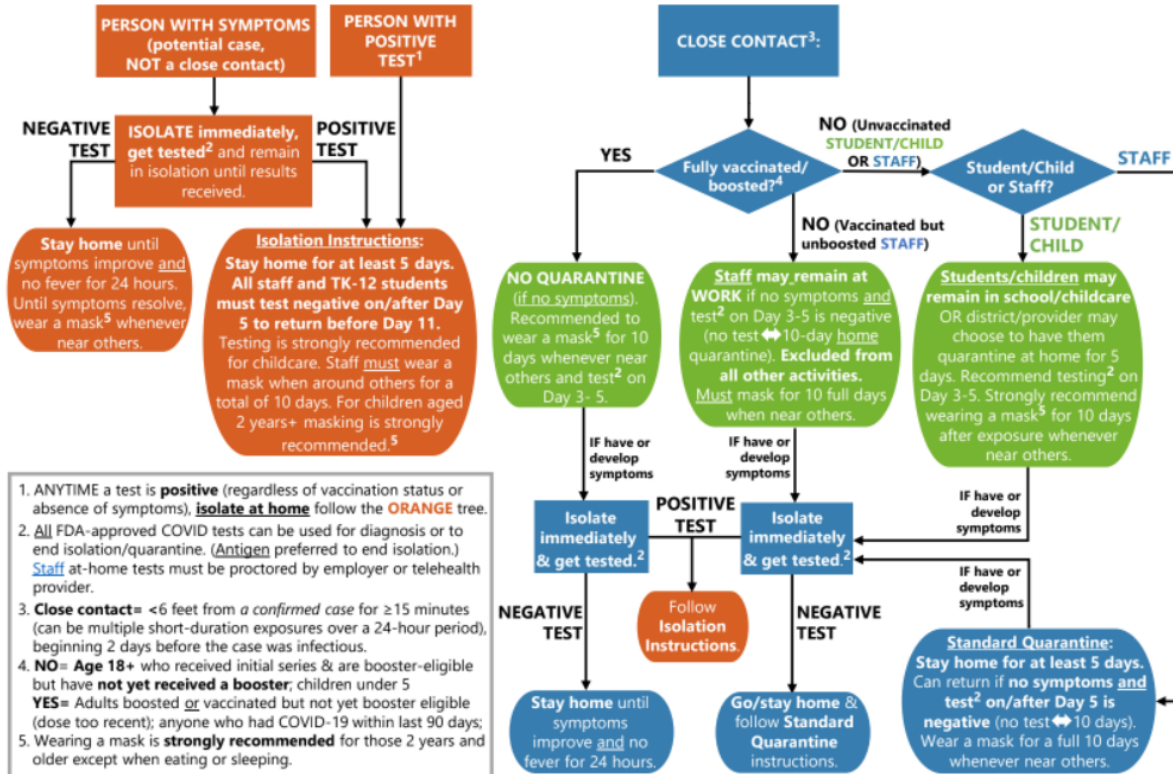 PERSON WITH SYMPTOMS
(potential case,
NOT a close contact)
PERSON WITH
POSITIVE
TEST1
NEGATIVE
TEST
ISOLATE immediately,
get tested2 and remain
in isolation until results
received.
POSITIVE
TEST
Stay home until
symptoms improve and
no fever for 24 hours.
Until symptoms resolve,
wear a mask5 whenever
near others.
Isolation Instructions:
Stay home for at least 5 days.
All staff and TK-12 students
must test negative on/after Day
5 to return before Day 11.
Testing is strongly recommended
for childcare. Staff must wear a
mask when around others for a
total of 10 days. For children aged
2 years+ masking is strongly
recommended.5
CLOSE CONTACT3:
YES
Fully vaccinated/
boosted?4
NO (Unvaccinated
STUDENT/CHILD
OR STAFF)
Student/Child
or Staff?
STAFF
NO (Vaccinated but
unboosted STAFF)
STUDENT/
CHILD
NO QUARANTINE
(if no symptoms).
Recommended to
wear a mask5 for 10
days whenever near
others and test2 on
Day 3- 5.
Staff may remain at
WORK if no symptoms and
test2 on Day 3-5 is negative
(no test ⬌10-day home
quarantine). Excluded from
all other activities.
Must mask for 10 full days
when near others.
Students/children may
remain in school/childcare
OR district/provider may
choose to have them
quarantine at home for 5
days. Recommend testing2 on
Day 3-5. Strongly recommend
wearing a mask5 for 10 days
after exposure whenever
near others.
IF have or
develop
symptoms
IF have or
develop
symptoms
IF have or
develop
symptoms
Isolate
immediately
& get tested.2
POSITIVE
TEST
Isolate
immediately
& get tested.2
IF have or
develop
symptoms
NEGATIVE
TEST
Follow
Isolation
Instructions.
NEGATIVE
TEST
Stay home until
symptoms
improve and no
fever for 24 hours.
Go/stay home &
follow Standard
Quarantine
instructions.
Standard Quarantine:
Stay home for at least 5 days.
Can return if no symptoms and
test2 on/after Day 5 is
negative (no test ⬌ 10 days).
Wear a mask for a full 10 days
whenever near others.
1. ANYTIME a test is positive (regardless of vaccination status or
absence of symptoms), isolate at home follow the ORANGE tree.
2. All FDA-approved COVID tests can be used for diagnosis or to
end isolation/quarantine. (Antigen preferred to end isolation.)
Staff at-home tests must be proctored by employer or telehealth
provider.
3. Close contact= <6 feet from a confirmed case for ≥15 minutes
(can be multiple short-duration exposures over a 24-hour period),
beginning 2 days before the case was infectious.
4. NO= Age 18+ who received initial series & are booster-eligible
but have not yet received a booster; children under 5
YES= Adults boosted or vaccinated but not yet booster eligible
(dose too recent); anyone who had COVID-19 within last 90 days;
5. Wearing a mask is strongly recommended for those 2 years and
older except when eating or sleeping.